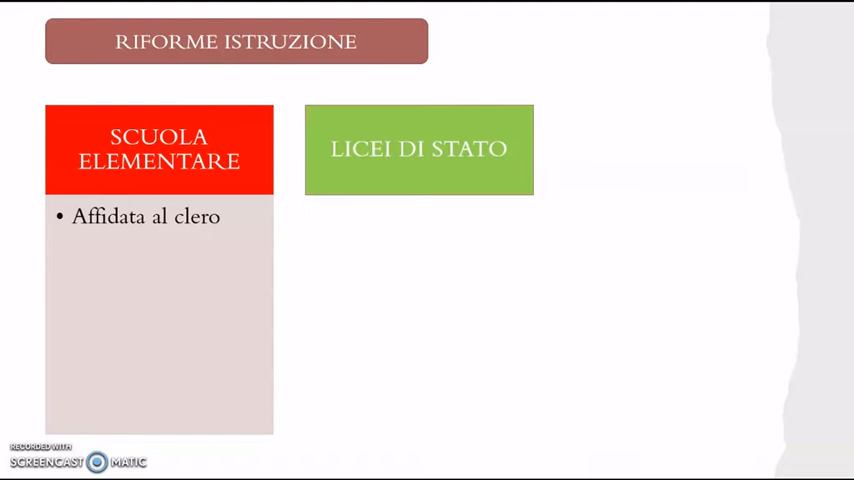 RIFORME ISTRUZIONE
SCUOLA
ELEMENTARE
• Affidata al clero
LICEI DI STATO
RECORDED WITH
SCREENCAST MATIC